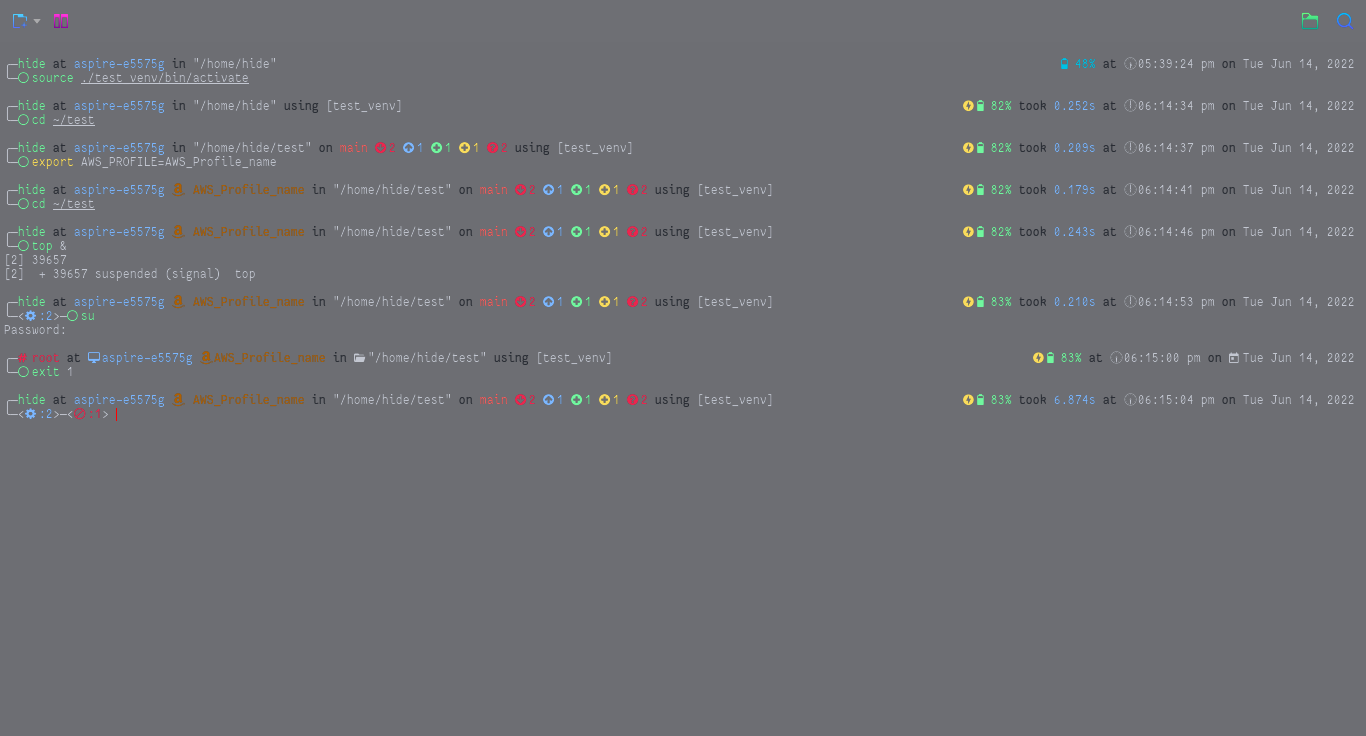 hide at aspire-e5575g in "/home/hide" 48% at 05:39:24 pm on Tue Jun 14, 2022
source ./test_venv/bin/activate
hide at aspire-e5575g in "/home/hide" using [test_venv] 82% took 0.252s at 06:14:34 pm on Tue Jun 14, 2022
cd ~/test
hide at aspire-e5575g in "/home/hide/test" on main 2 1 1 1 2 using [test_venv] 82% took 0.209s at 06:14:37 pm on Tue Jun 14, 2022
export AWS_PROFILE=AWS_Profile_name
hide at aspire-e5575g AWS_Profile_name in "/home/hide/test" on main 2 1 1 1 2 using [test_venv] 82% took 0.179s at 06:14:41 pm on Tue Jun 14, 2022
cd ~/test
hide at aspire-e5575g AWS_Profile_name in "/home/hide/test" on main 2 1 1 1 2 using [test_venv] 82% took 0.243s at 06:14:46 pm on Tue Jun 14, 2022
top &
[2] 39657
[2]  + 39657 suspended (signal)  top
hide at aspire-e5575g AWS_Profile_name in "/home/hide/test" on main 2 1 1 1 2 using [test_venv] 83% took 0.210s at 06:14:53 pm on Tue Jun 14, 2022
< :2>—su
Password:
# root at aspire-e5575g AWS_Profile_name in "/home/hide/test" using [test_venv] 83% at 06:15:00 pm on Tue Jun 14, 2022
exit 1
hide at aspire-e5575g AWS_Profile_name in "/home/hide/test" on main 2 1 1 1 2 using [test_venv] 83% took 6.874s at 06:15:04 pm on Tue Jun 14, 2022
< :2>—< :1>